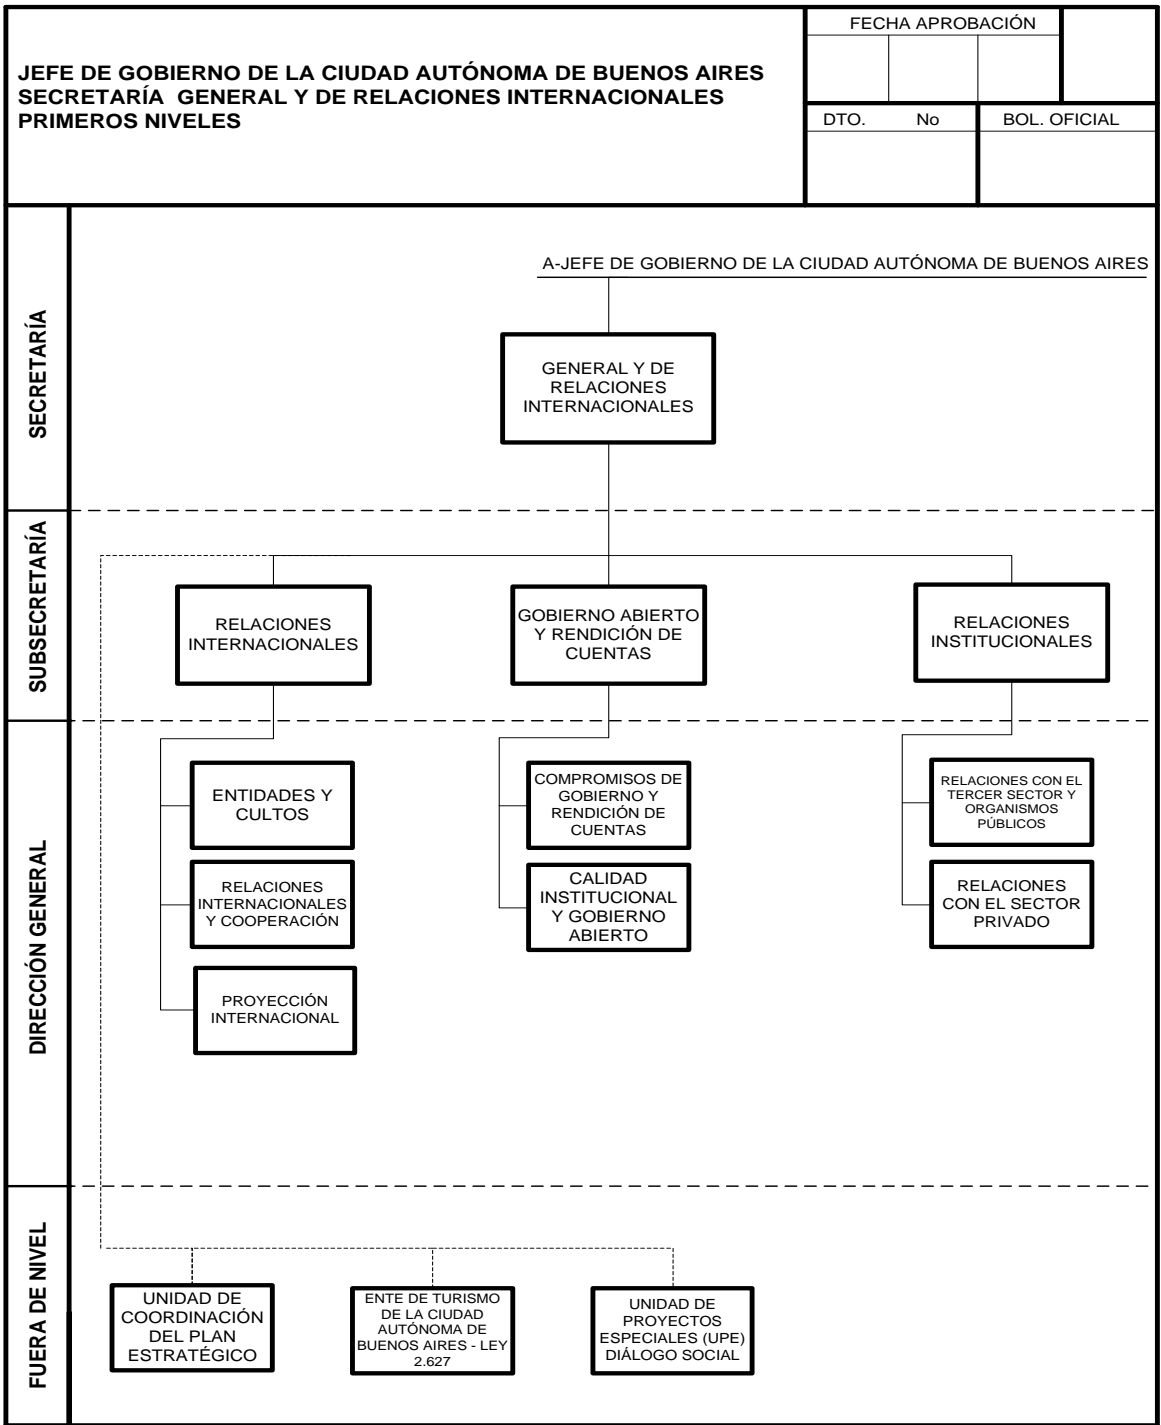 JEFE DE GOBIERNO DE LA CIUDAD AUTÓNOMA DE BUENOS AIRES
SECRETARÍA GENERAL Y DE RELACIONES INTERNACIONALES
PRIMEROS NIVELES
FECHA APROBACIÓN
DTO. No
BOL. OFICIAL
SECRETARÍA
A-JEFE DE GOBIERNO DE LA CIUDAD AUTÓNOMA DE BUENOS AIRES
GENERAL Y DE
RELACIONES
INTERNACIONALES
SUBSECRETARÍA
RELACIONES
INTERNACIONALES
GOBIERNO ABIERTO
Y RENDICIÓN DE
CUENTAS
RELACIONES
INSTITUCIONALES
DIRECCIÓN GENERAL
ENTIDADES Y
CULTOS
RELACIONES
INTERNACIONALES
Y COOPERACIÓN
PROYECCIÓN
INTERNACIONAL
COMPROMISOS DE
GOBIERNO Y
RENDICIÓN DE
CUENTAS
CALIDAD
INSTITUCIONAL
Y GOBIERNO
ABIERTO
RELACIONES CON EL
TERCER SECTOR Y
ORGANISMOS
PÚBLICOS
RELACIONES
CON EL SECTOR
PRIVADO
FUERA DE NIVEL
UNIDAD DE
COORDINACIÓN
DEL PLAN
ESTRATÉGICO
ENTE DE TURISMO
DE LA CIUDAD
AUTÓNOMA DE
BUENOS AIRES - LEY
2.627
UNIDAD DE
PROYECTOS
ESPECIALES (UPE)
DIÁLOGO SOCIAL